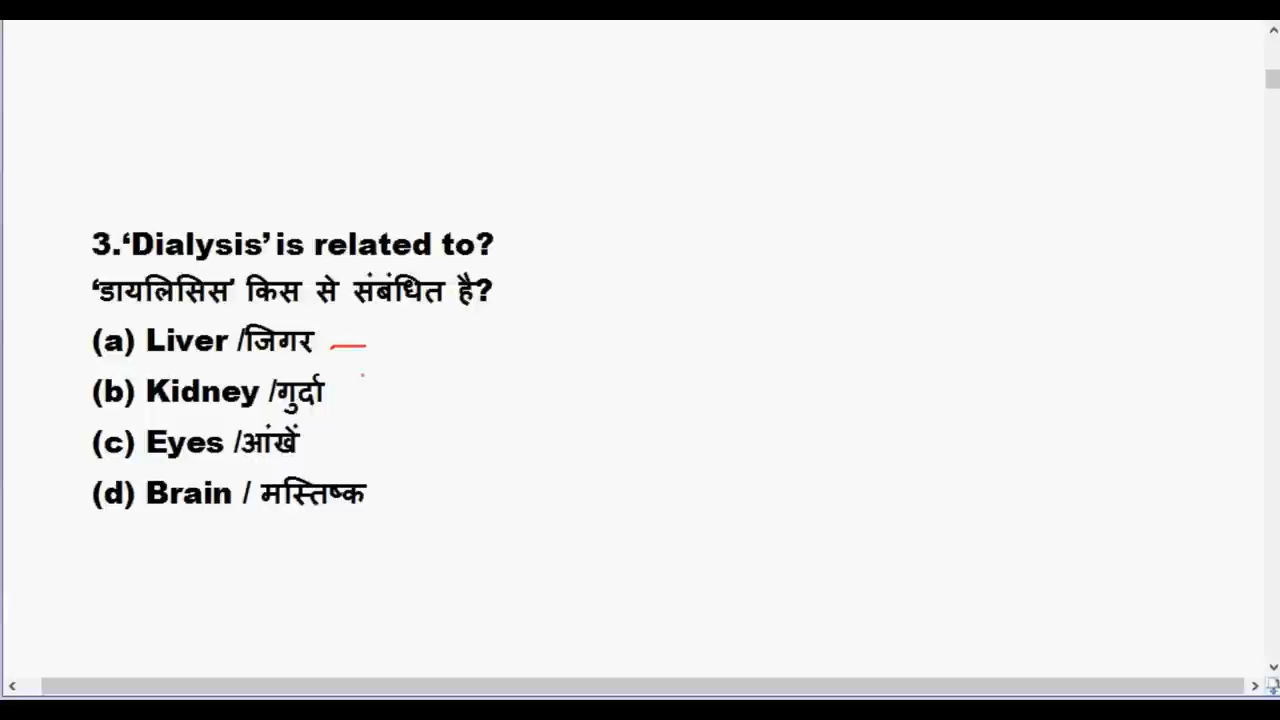 3.‘Dialysis’ is related to?
‘डायलिसिस’ किस से संबंधित है?
(a) Liver /जिगर
(b) Kidney /गुर्दा
(c) Eyes /आंखें
(d) Brain / मस्तिष्क